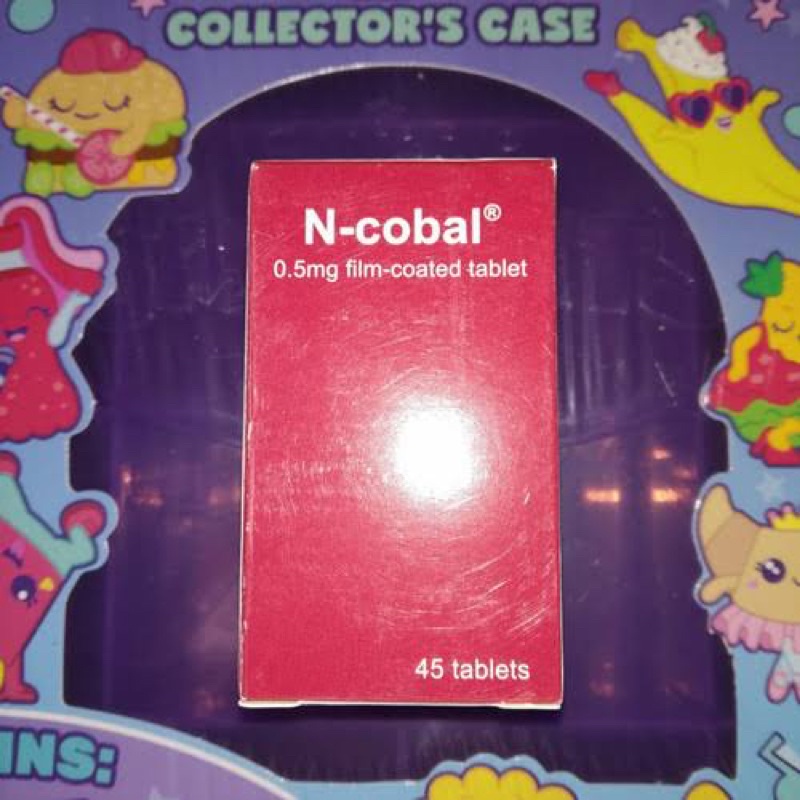 COLLECTOR'S CASE
N-cobal®
0.5mg film-coated tablet
45 tablets
INS: